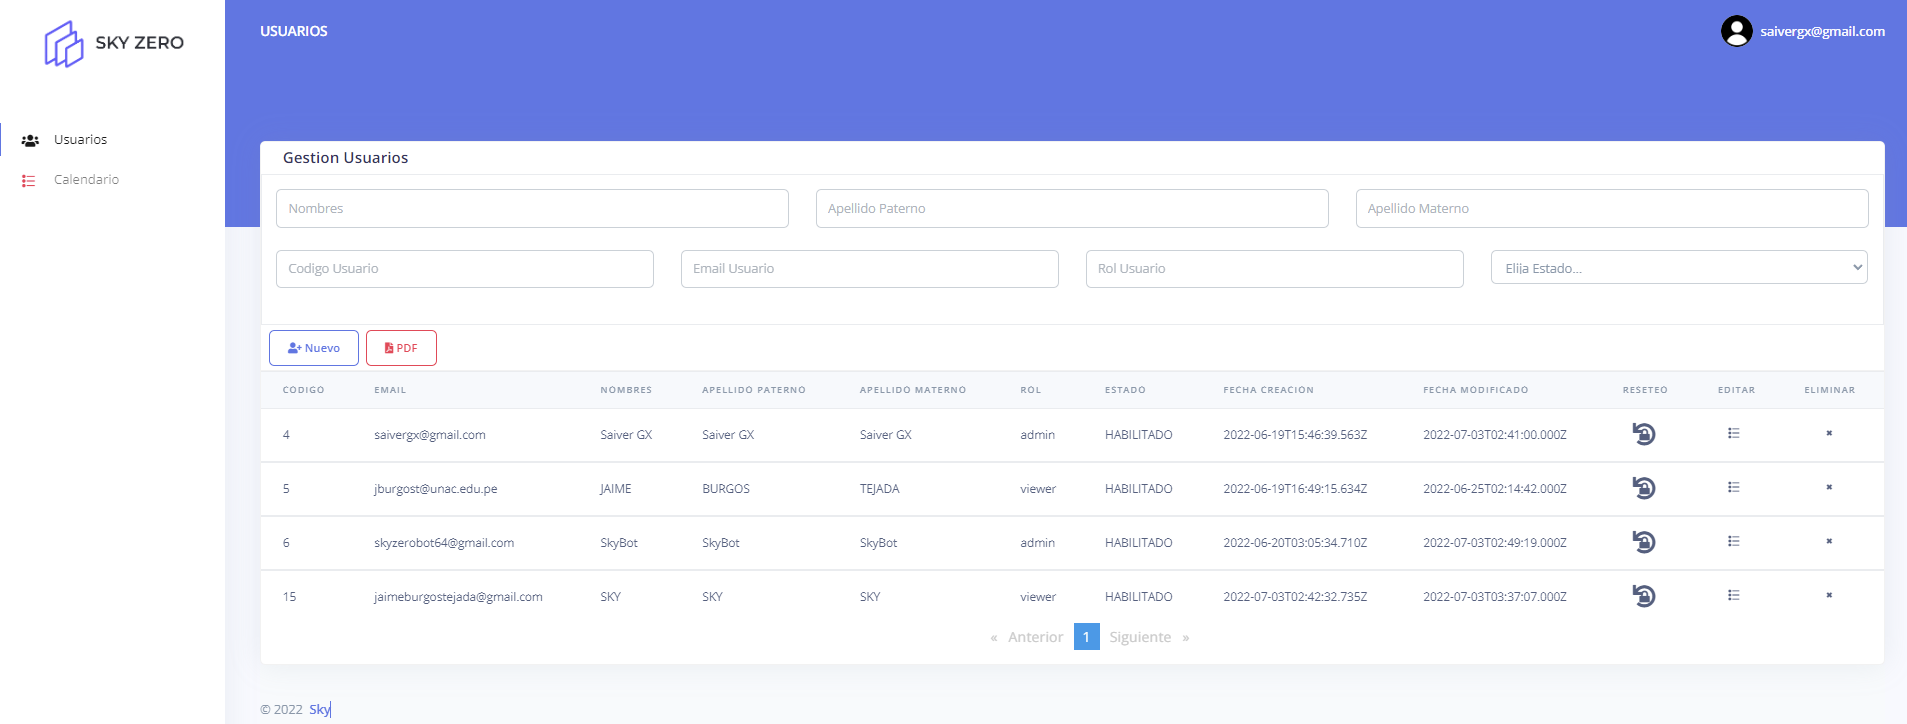 SKY ZERO
USUARIOS
saivergx@gmail.com
Usuarios
Calendario
Gestion Usuarios
Nombres Apellido Paterno Apellido Materno
Codigo Usuario Email Usuario Rol Usuario Elija Estado...
Nuevo PDF
CODIGO EMAIL NOMBRES APELLIDO PATERNO APELLIDO MATERNO ROL ESTADO FECHA CREACION FECHA MODIFICADO RESETEO EDITAR ELIMINAR
4 saivergx@gmail.com Saiver GX Saiver GX Saiver GX admin HABILITADO 2022-06-19T15:46:39.563Z 2022-07-03T02:41:00.000Z
5 jburgost@unac.edu.pe JAIME BURGOS TEJADA viewer HABILITADO 2022-06-19T16:49:15.634Z 2022-06-25T02:14:42.000Z
6 skyzerobot64@gmail.com SkyBot SkyBot SkyBot admin HABILITADO 2022-06-20T03:05:34.710Z 2022-07-03T02:49:19.000Z
15 jaimeburgostejada@gmail.com SKY SKY SKY viewer HABILITADO 2022-07-03T02:42:32.735Z 2022-07-03T03:37:07.000Z
« Anterior 1 Siguiente »
© 2022 Sky